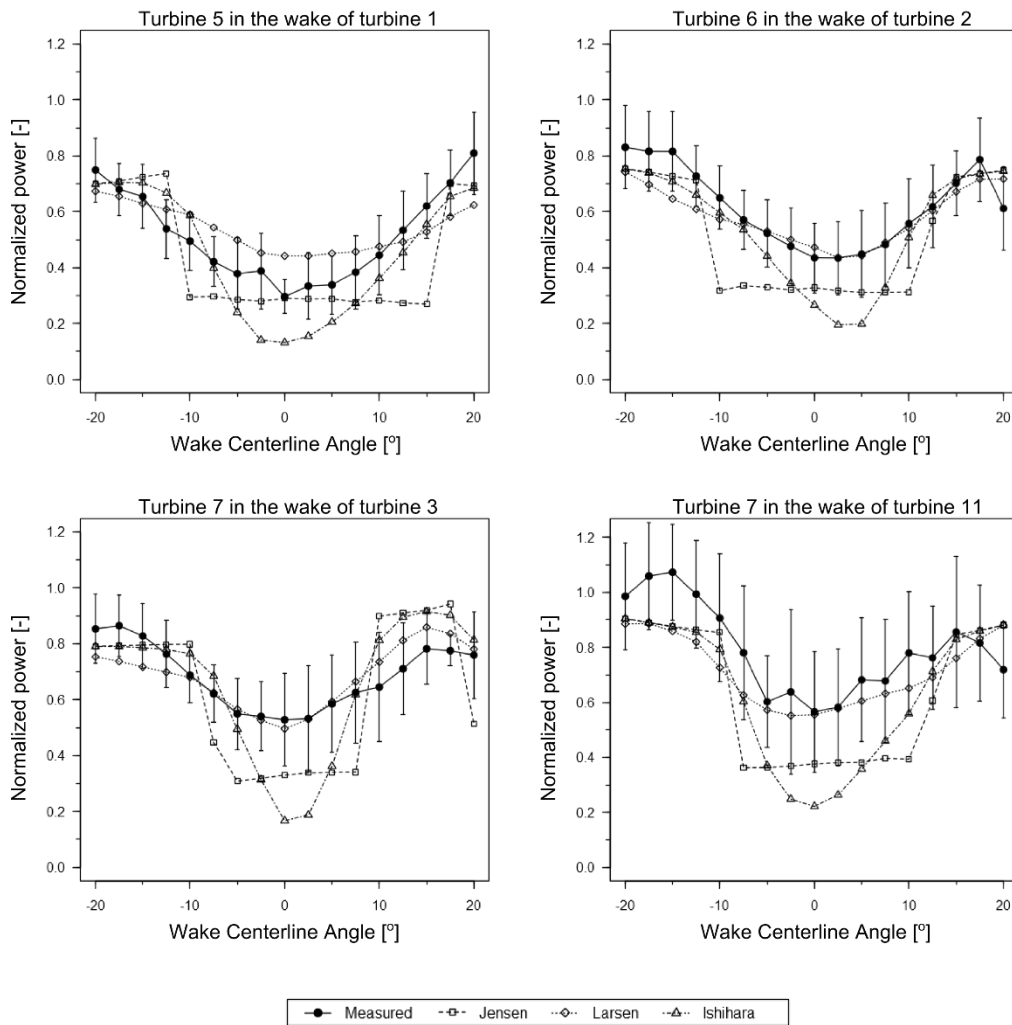 Turbine 5 in the wake of turbine 1
Normalized power [-]
1.2
1.0
0.8
0.6
0.4
0.2
0.0
-20 -10 0 10 20
Wake Centerline Angle [º]
Turbine 6 in the wake of turbine 2
Normalized power [-]
1.2
1.0
0.8
0.6
0.4
0.2
0.0
-20 -10 0 10 20
Wake Centerline Angle [º]
Turbine 7 in the wake of turbine 3
Normalized power [-]
1.2
1.0
0.8
0.6
0.4
0.2
0.0
-20 -10 0 10 20
Wake Centerline Angle [º]
Turbine 7 in the wake of turbine 11
Normalized power [-]
1.2
1.0
0.8
0.6
0.4
0.2
0.0
-20 -10 0 10 20
Wake Centerline Angle [º]
Measured Jensen Larsen Ishihara